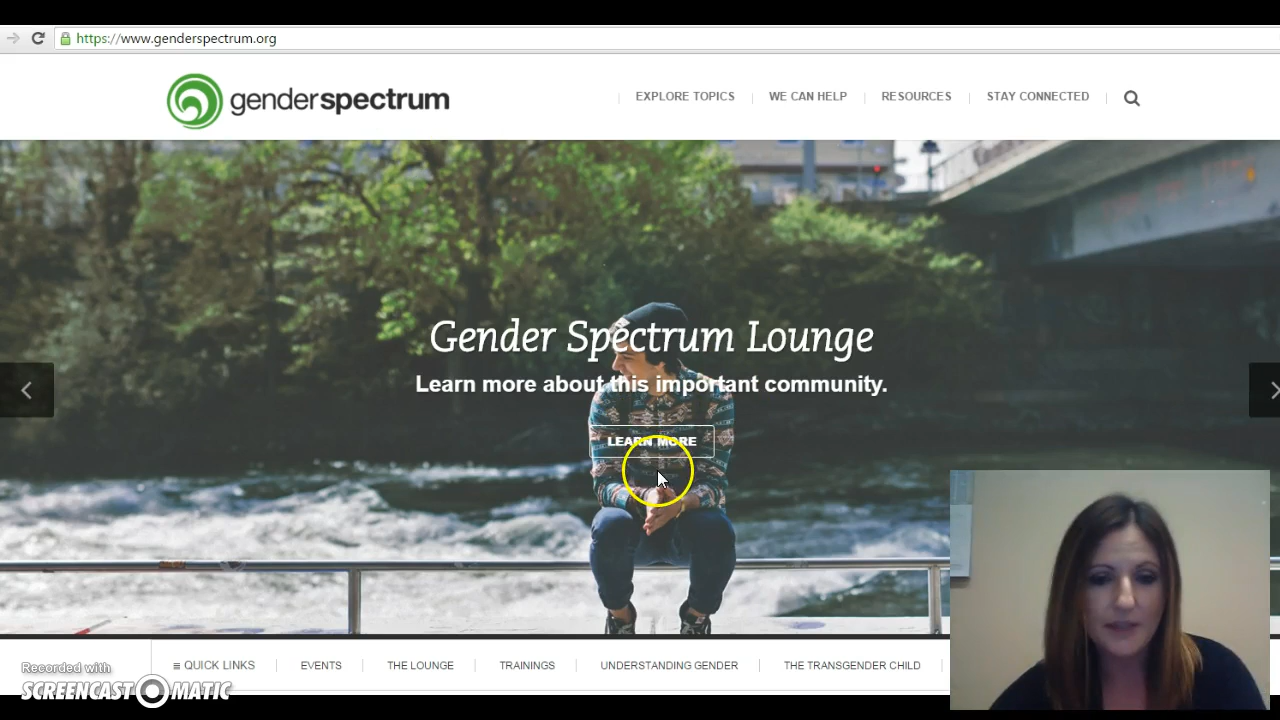 https://www.genderspectrum.org
genderspectrum
EXPLORE TOPICS
WE CAN HELP
RESOURCES
STAY CONNECTED
Gender Spectrum Lounge
Learn more about this important community.
LEARN MORE
≡ QUICK LINKS
EVENTS
THE LOUNGE
TRAININGS
UNDERSTANDING GENDER
THE TRANSGENDER CHILD
Recorded with
SCREENCAST-O-MATIC